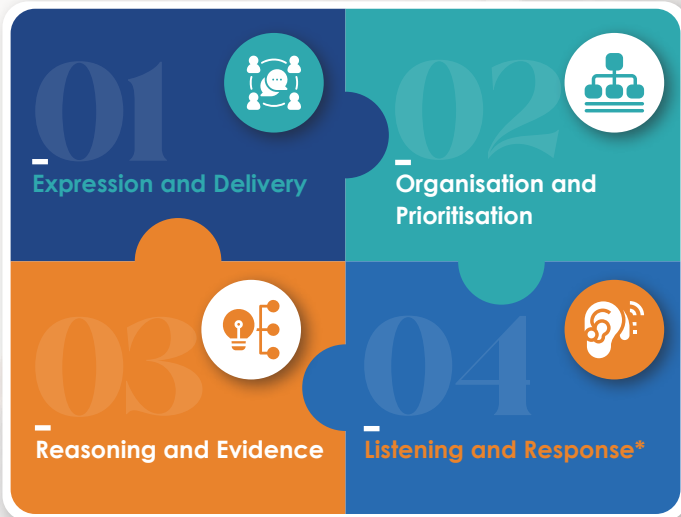 01
Expression and Delivery
02
Organisation and
Prioritisation
03
Reasoning and Evidence
04
Listening and Response*